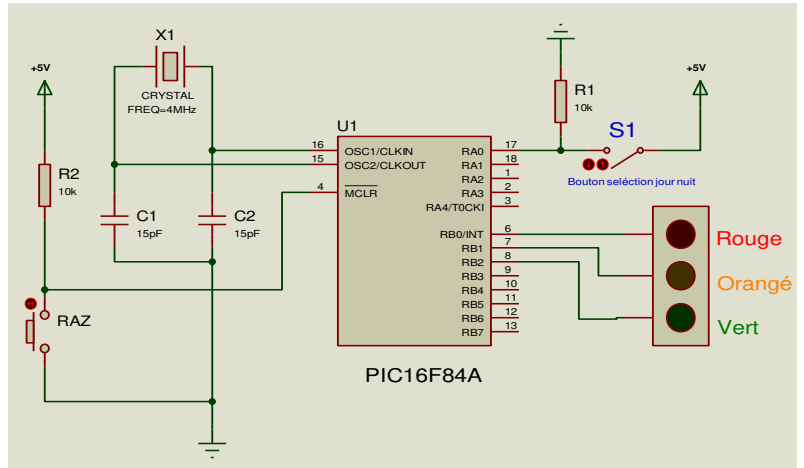 X1
CRYSTAL
FREQ=4MHz
+5V
R2
10k
C1
15pF
C2
15pF
RAZ
U1
16 OSC1/CLKIN
15 OSC2/CLKOUT
4 MCLR
RA0 17
RA1 18
RA2 1
RA3 2
RA4/T0CKI 3
RB0/INT 6
RB1 7
RB2 8
RB3 9
RB4 10
RB5 11
RB6 12
RB7 13
PIC16F84A
R1
10k
S1
+5V
Bouton seléction jour nuit
Rouge
Orangé
Vert